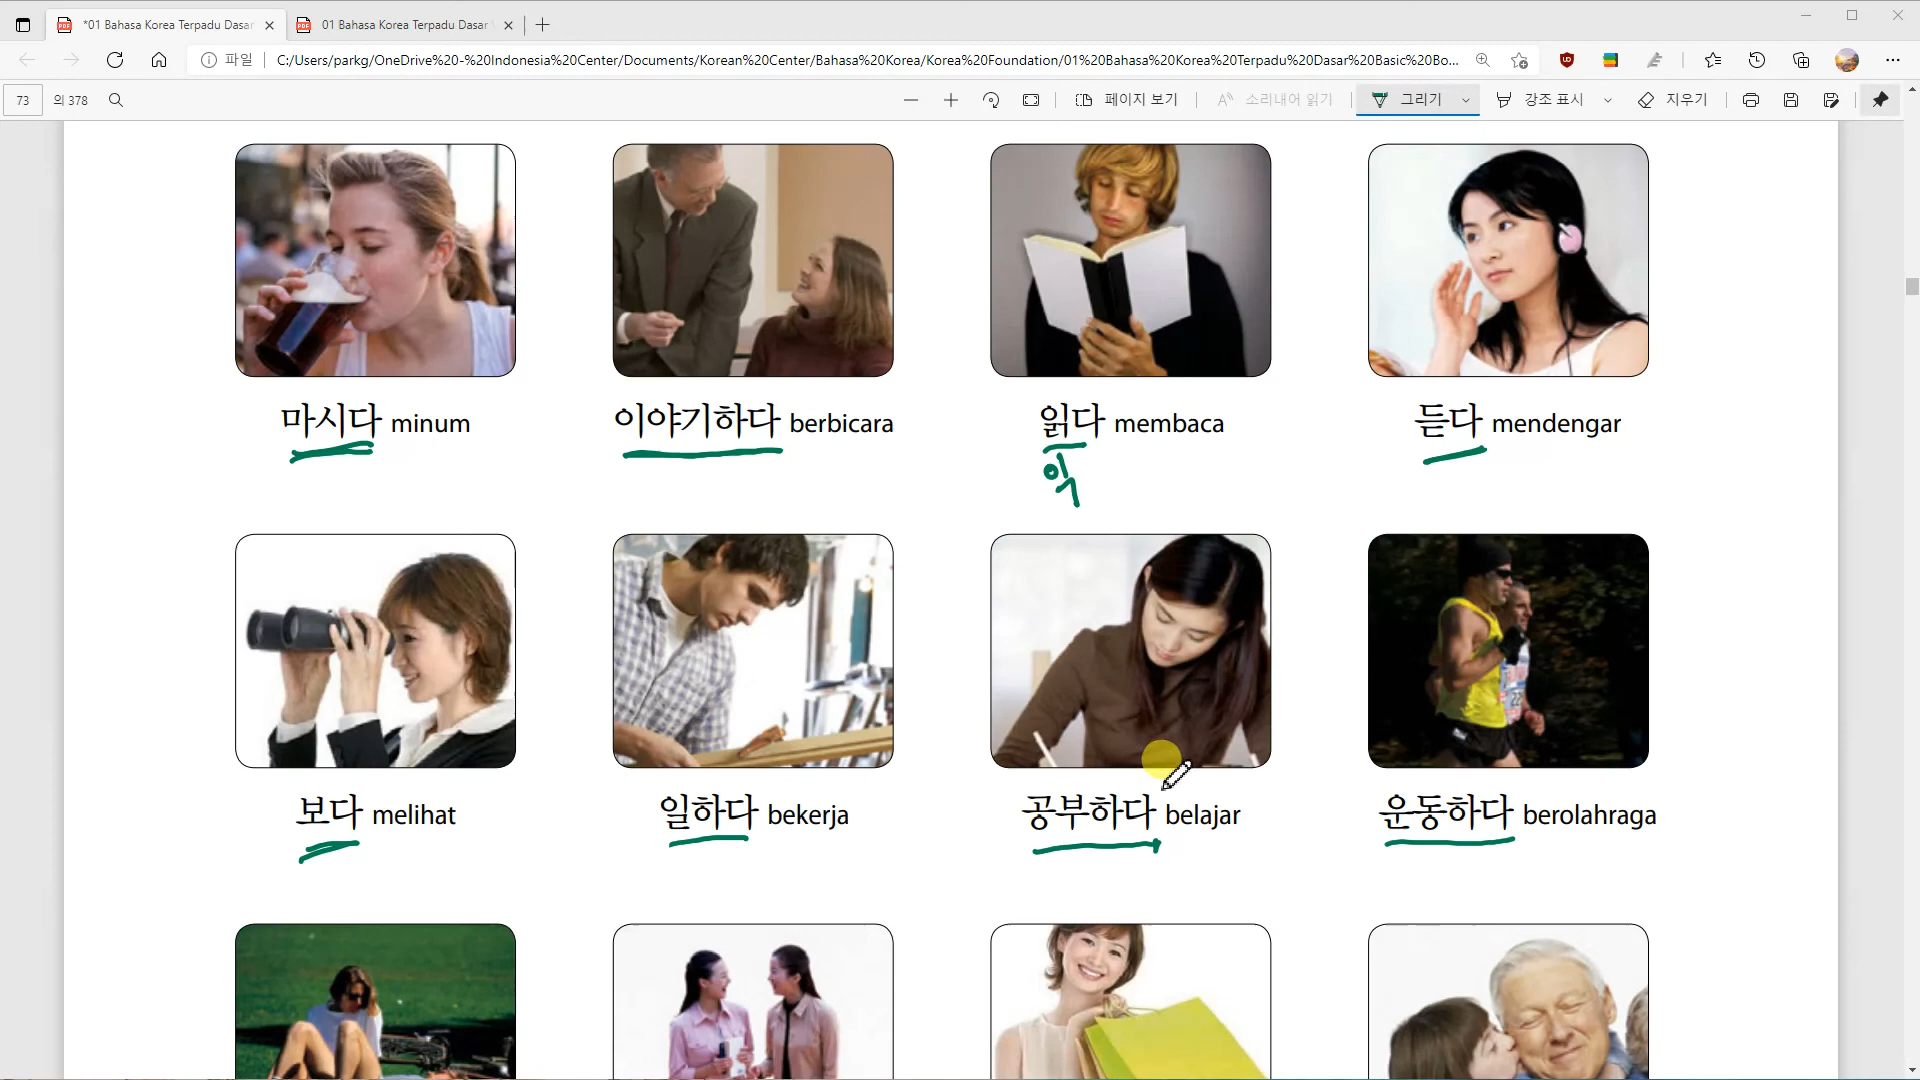 *01 Bahasa Korea Terpadu Dasar
01 Bahasa Korea Terpadu Dasar
파일
C:/Users/parkg/OneDrive%20-%20Indonesia%20Center/Documents/Korean%20Center/Bahasa%20Korea/Korea%20Foundation/01%20Bahasa%20Korea%20Terpadu%20Dasar%20Basic%20Bo...
73 의 378
페이지 보기
소리내어 읽기
그리기
강조 표시
지우기
마시다 minum
이야기하다 berbicara
읽다 membaca
듣다 mendengar
익
보다 melihat
일하다 bekerja
공부하다 belajar
운동하다 berolahraga